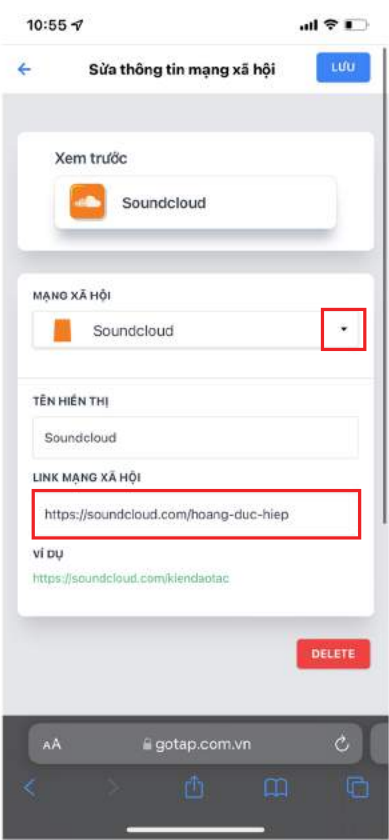 10:55
Sửa thông tin mạng xã hội
LƯU
Xem trước
Soundcloud
MẠNG XÃ HỘI
Soundcloud
TÊN HIỂN THỊ
Soundcloud
LINK MẠNG XÃ HỘI
https://soundcloud.com/hoang-duc-hiep
VÍ DỤ
https://soundcloud.com/kiendaotac
DELETE
AA
gotap.com.vn